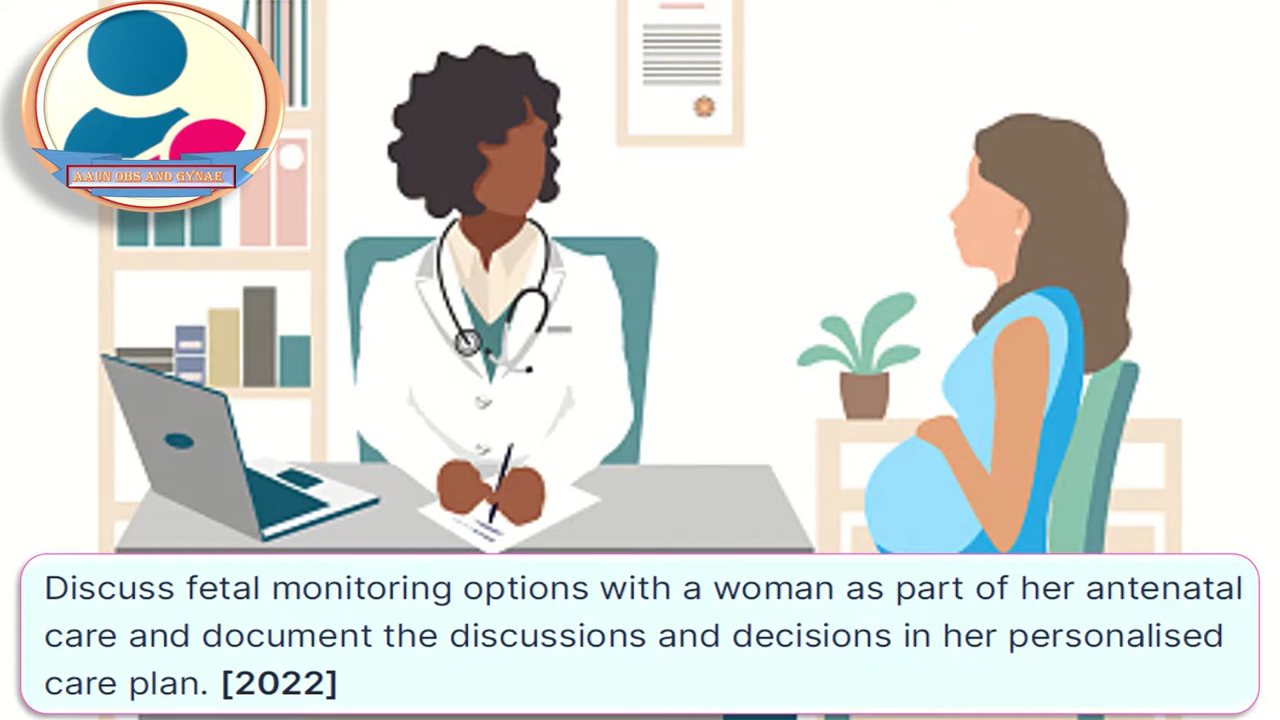 AAUN OBS AND GYNAE
Discuss fetal monitoring options with a woman as part of her antenatal
care and document the discussions and decisions in her personalised
care plan. [2022]